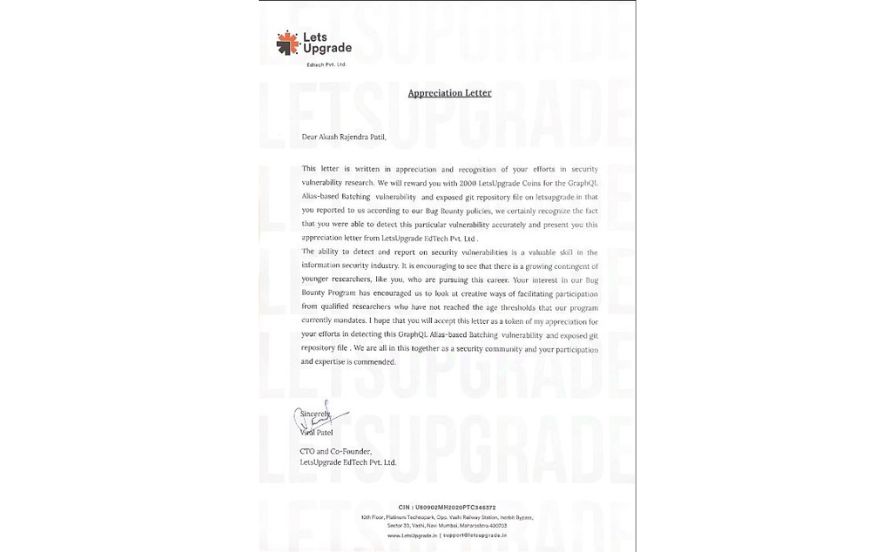 Lets
Upgrade
Edtech Pvt. Ltd.
Appreciation Letter
Dear Akash Rajendra Patil,
This letter is written in appreciation and recognition of your efforts in security
vulnerability research. We will reward you with 2000 LetsUpgrade Coins for the GraphQL
Alias-based Batching vulnerability and exposed git repository file on letsupgrade.in that
you reported to us according to our Bug Bounty policies, we certainly recognize the fact
that you were able to detect this particular vulnerability accurately and present you this
appreciation letter from LetsUpgrade EdTech Pvt. Ltd .
The ability to detect and report on security vulnerabilities is a valuable skill in the
information security industry. It is encouraging to see that there is a growing contingent of
younger researchers, like you, who are pursuing this career. Your interest in our Bug
Bounty Program has encouraged us to look at creative ways of facilitating participation
from qualified researchers who have not reached the age thresholds that our program
currently mandates. I hope that you will accept this letter as a token of my appreciation for
your efforts in detecting this GraphQL Alias-based Batching vulnerability and exposed git
repository file . We are all in this together as a security community and your participation
and expertise is commended.
Sincerely,
Viral Patel
CTO and Co-Founder,
LetsUpgrade EdTech Pvt. Ltd.
CIN : U80902MH2020PTC346372
10th Floor, Platinum Technopark, Opp. Vashi Railway Station, Inorbit Bypass,
Sector 30, Vashi, Navi Mumbai, Maharashtra 400703
www.LetsUpgrade.in | support@letsupgrade.in